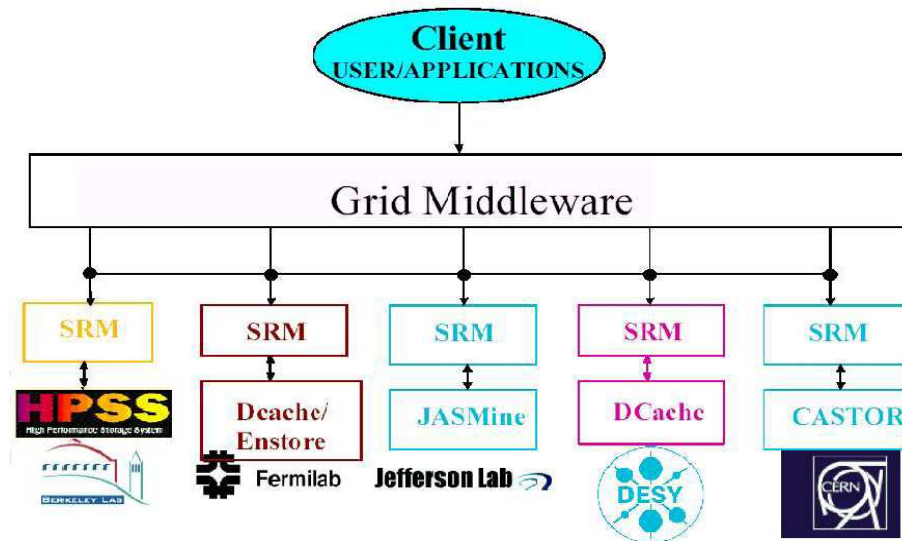 Client
USER/APPLICATIONS
Grid Middleware
SRM
SRM
SRM
SRM
SRM
HPSS
High Performance Storage System
Dcache/
Enstore
JASMine
DCache
CASTOR
BERKELEY LAB
Fermilab
Jefferson Lab
DESY
CERN